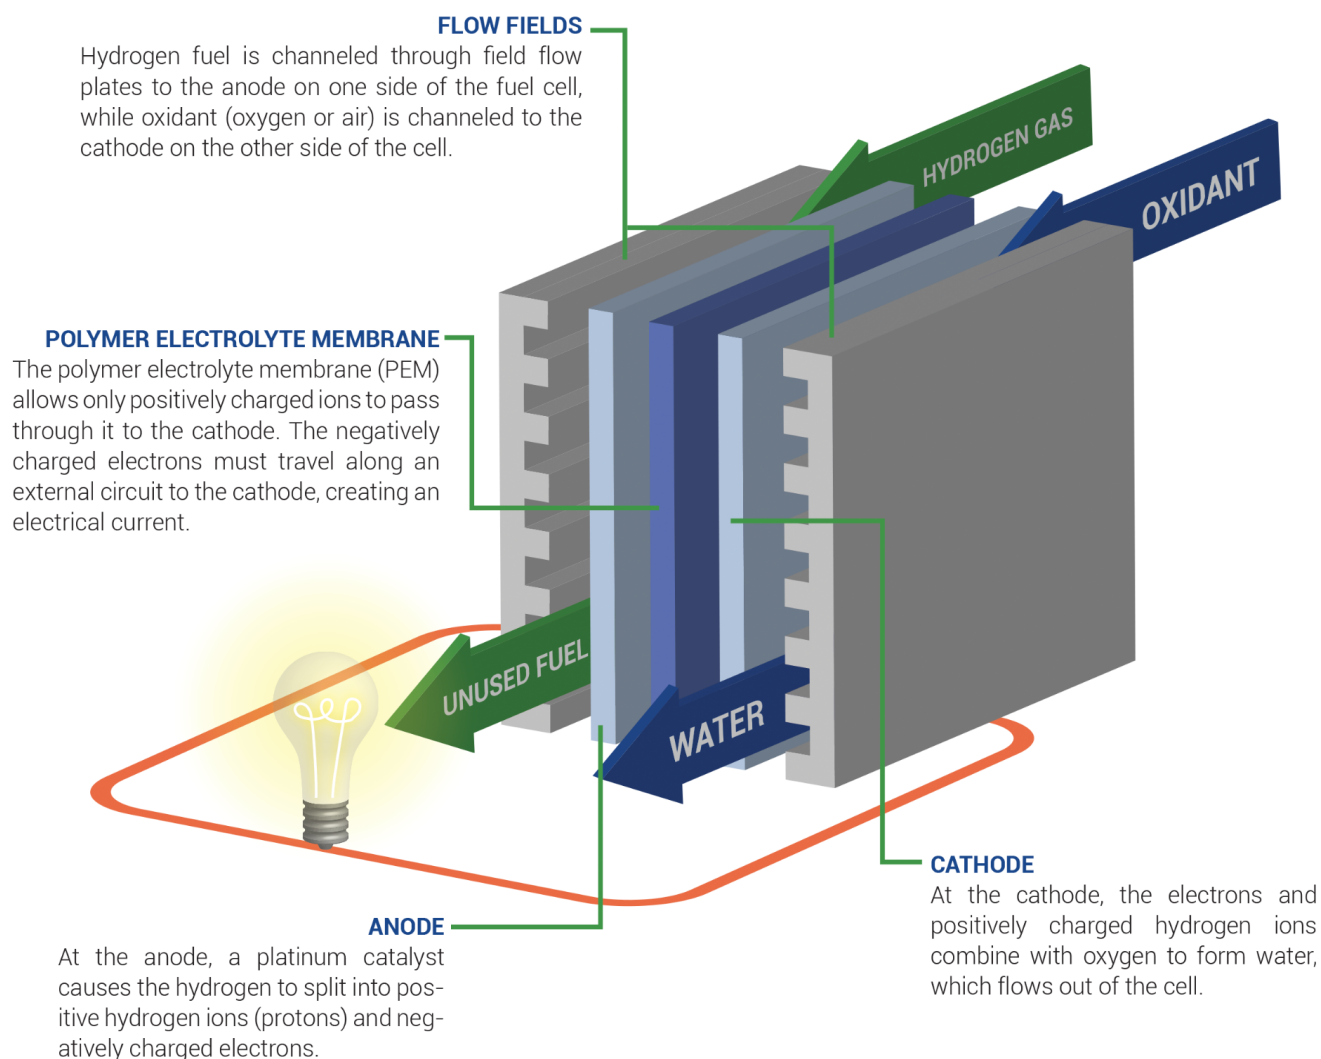 FLOW FIELDS
Hydrogen fuel is channeled through field flow
plates to the anode on one side of the fuel cell,
while oxidant (oxygen or air) is channeled to the
cathode on the other side of the cell.
HYDROGEN GAS
OXIDANT
POLYMER ELECTROLYTE MEMBRANE
The polymer electrolyte membrane (PEM)
allows only positively charged ions to pass
through it to the cathode. The negatively
charged electrons must travel along an
external circuit to the cathode, creating an
electrical current.
UNUSED FUEL
WATER
CATHODE
At the cathode, the electrons and
positively charged hydrogen ions
combine with oxygen to form water,
which flows out of the cell.
ANODE
At the anode, a platinum catalyst
causes the hydrogen to split into pos-
itive hydrogen ions (protons) and neg-
atively charged electrons.